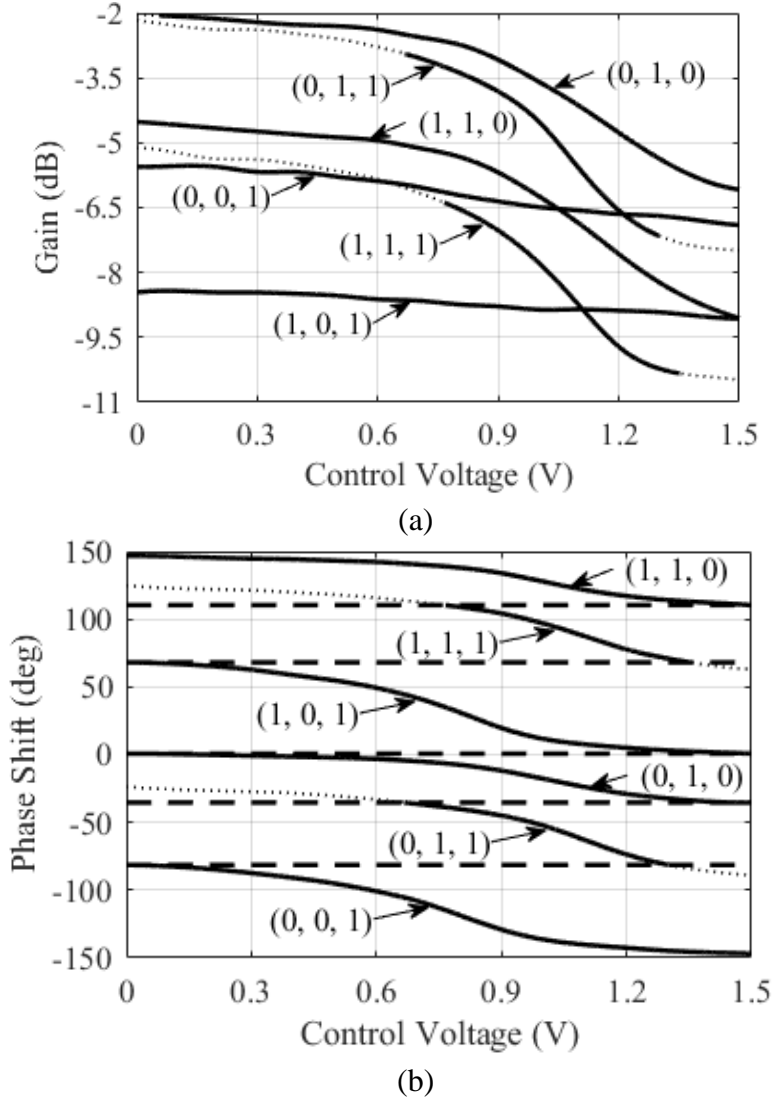 -2
-3.5
-5
-6.5
-8
-9.5
-11
Gain (dB)
(0, 1, 0)
(0, 1, 1)
(1, 1, 0)
(0, 0, 1)
(1, 1, 1)
(1, 0, 1)
0 0.3 0.6 0.9 1.2 1.5
Control Voltage (V)
(a)
150
100
50
0
-50
-100
-150
Phase Shift (deg)
(1, 1, 0)
(1, 1, 1)
(1, 0, 1)
(0, 1, 0)
(0, 1, 1)
(0, 0, 1)
0 0.3 0.6 0.9 1.2 1.5
Control Voltage (V)
(b)